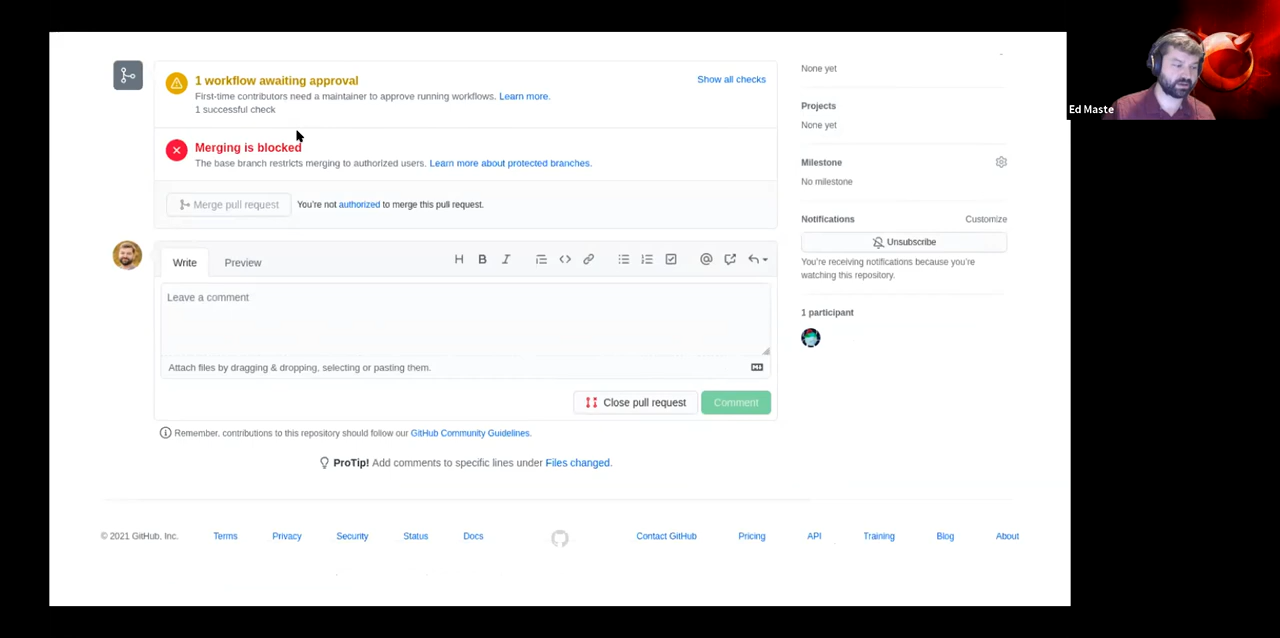 1 workflow awaiting approval
Show all checks
First-time contributors need a maintainer to approve running workflows. Learn more.
1 successful check
Merging is blocked
The base branch restricts merging to authorized users. Learn more about protected branches.
Merge pull request
You're not authorized to merge this pull request.
Write
Preview
H B I
Leave a comment
Attach files by dragging & dropping, selecting or pasting them.
Close pull request
Comment
Remember, contributions to this repository should follow our GitHub Community Guidelines.
ProTip! Add comments to specific lines under Files changed.
None yet
Projects
None yet
Milestone
No milestone
Notifications
Customize
Unsubscribe
You're receiving notifications because you're
watching this repository.
1 participant
© 2021 GitHub, Inc.
Terms
Privacy
Security
Status
Docs
Contact GitHub
Pricing
API
Training
Blog
About
Ed Maste